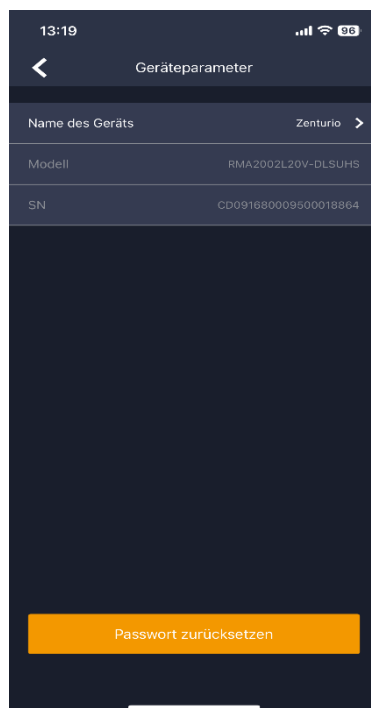 13:19 96
Geräteparameter
Name des Geräts Zenturio
Modell RMA2002L20V-DLSUHS
SN CD091680009500018864
Passwort zurücksetzen